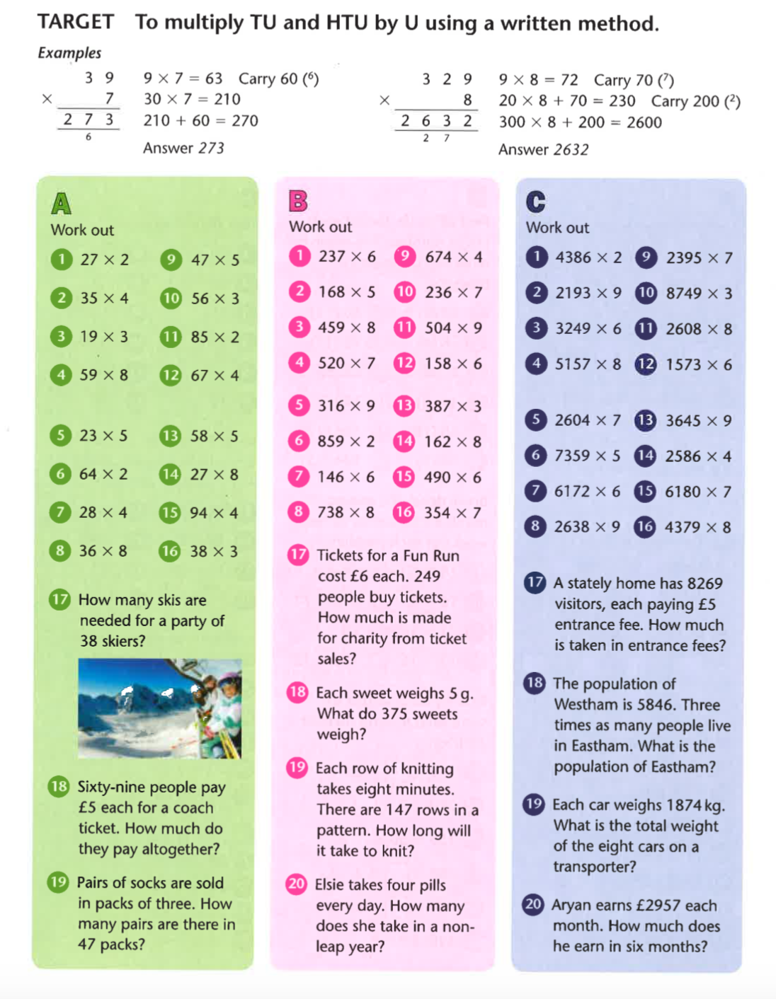 TARGET To multiply TU and HTU by U using a written method.
Examples
3 9
× 7
2 7 3
6
9 × 7 = 63 Carry 60 (⁶)
30 × 7 = 210
210 + 60 = 270
Answer 273
3 2 9
× 8
2 6 3 2
2 7
9 × 8 = 72 Carry 70 (⁷)
20 × 8 + 70 = 230 Carry 200 (²)
300 × 8 + 200 = 2600
Answer 2632
A
Work out
1 27 × 2 9 47 × 5
2 35 × 4 10 56 × 3
3 19 × 3 11 85 × 2
4 59 × 8 12 67 × 4
5 23 × 5 13 58 × 5
6 64 × 2 14 27 × 8
7 28 × 4 15 94 × 4
8 36 × 8 16 38 × 3
17 How many skis are
needed for a party of
38 skiers?
18 Sixty-nine people pay
£5 each for a coach
ticket. How much do
they pay altogether?
19 Pairs of socks are sold
in packs of three. How
many pairs are there in
47 packs?
B
Work out
1 237 × 6 9 674 × 4
2 168 × 5 10 236 × 7
3 459 × 8 11 504 × 9
4 520 × 7 12 158 × 6
5 316 × 9 13 387 × 3
6 859 × 2 14 162 × 8
7 146 × 6 15 490 × 6
8 738 × 8 16 354 × 7
17 Tickets for a Fun Run
cost £6 each. 249
people buy tickets.
How much is made
for charity from ticket
sales?
18 Each sweet weighs 5 g.
What do 375 sweets
weigh?
19 Each row of knitting
takes eight minutes.
There are 147 rows in a
pattern. How long will
it take to knit?
20 Elsie takes four pills
every day. How many
does she take in a non-
leap year?
C
Work out
1 4386 × 2 9 2395 × 7
2 2193 × 9 10 8749 × 3
3 3249 × 6 11 2608 × 8
4 5157 × 8 12 1573 × 6
5 2604 × 7 13 3645 × 9
6 7359 × 5 14 2586 × 4
7 6172 × 6 15 6180 × 7
8 2638 × 9 16 4379 × 8
17 A stately home has 8269
visitors, each paying £5
entrance fee. How much
is taken in entrance fees?
18 The population of
Westham is 5846. Three
times as many people live
in Eastham. What is the
population of Eastham?
19 Each car weighs 1874 kg.
What is the total weight
of the eight cars on a
transporter?
20 Aryan earns £2957 each
month. How much does
he earn in six months?